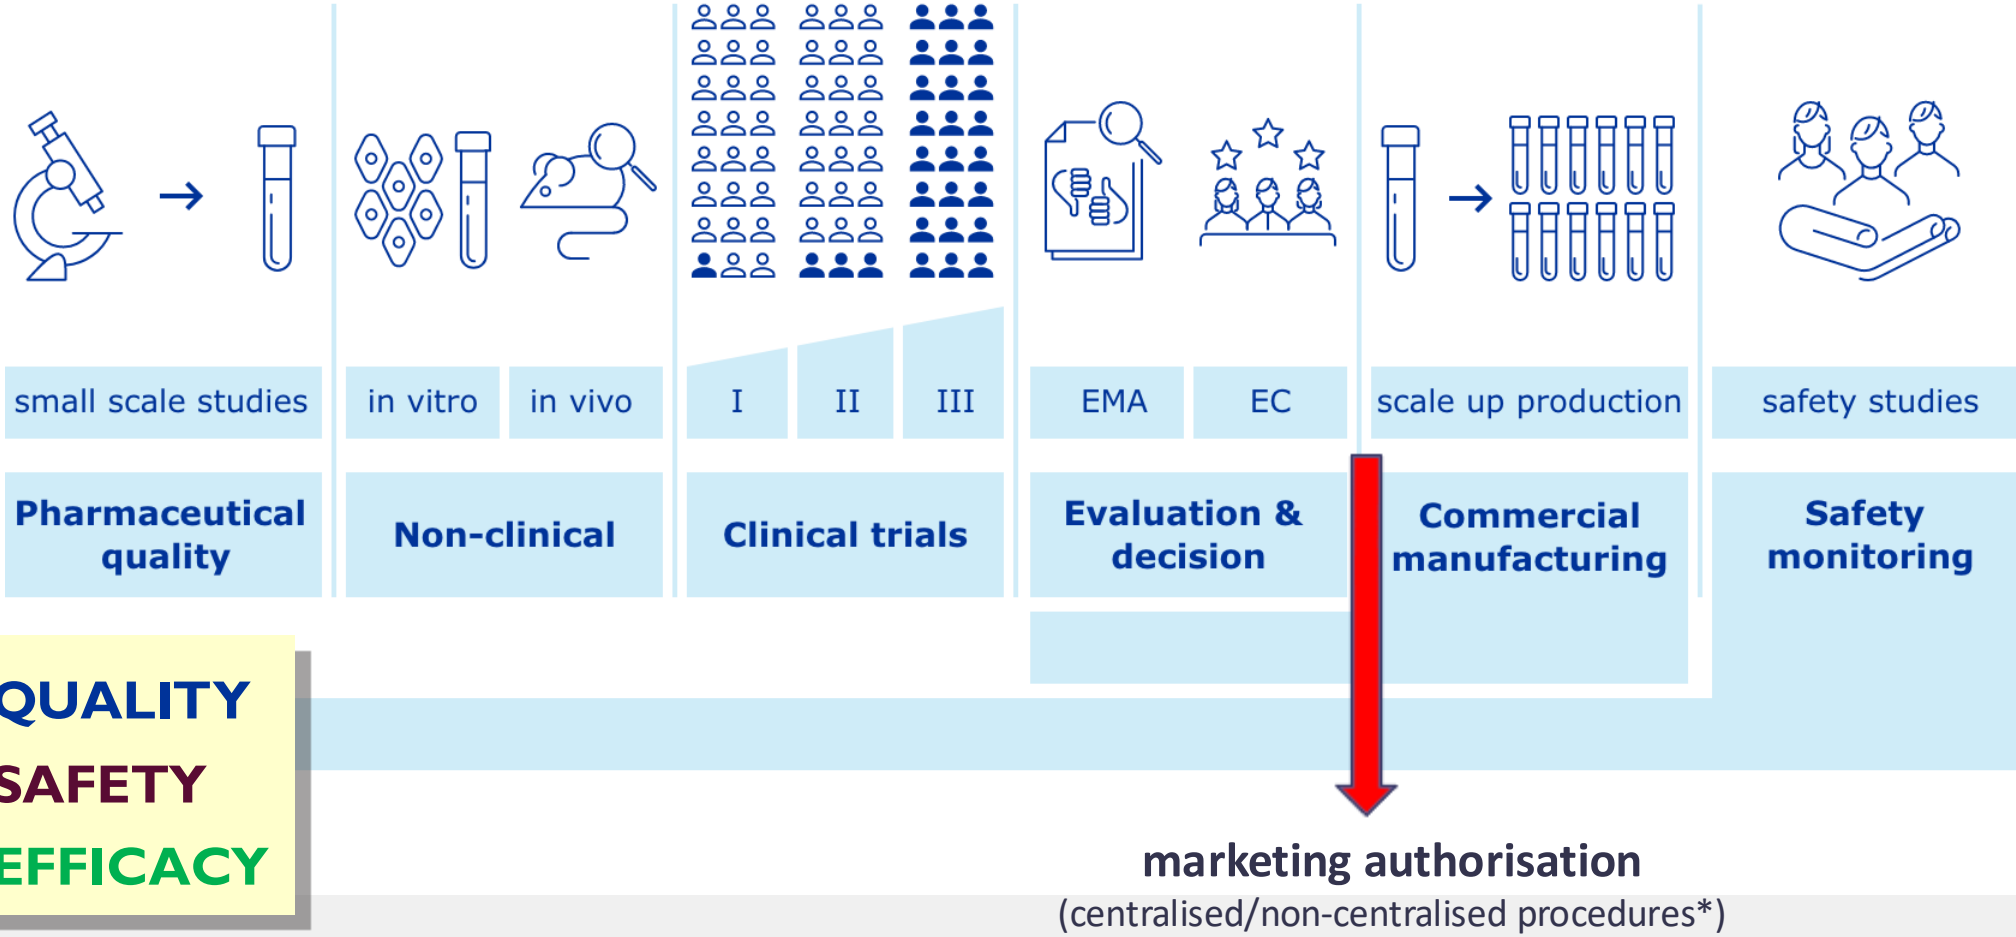 small scale studies
in vitro
in vivo
I
II
III
EMA
EC
scale up production
safety studies
Pharmaceutical
quality
Non-clinical
Clinical trials
Evaluation &
decision
Commercial
manufacturing
Safety
monitoring
QUALITY
SAFETY
EFFICACY
marketing authorisation
(centralised/non-centralised procedures*)